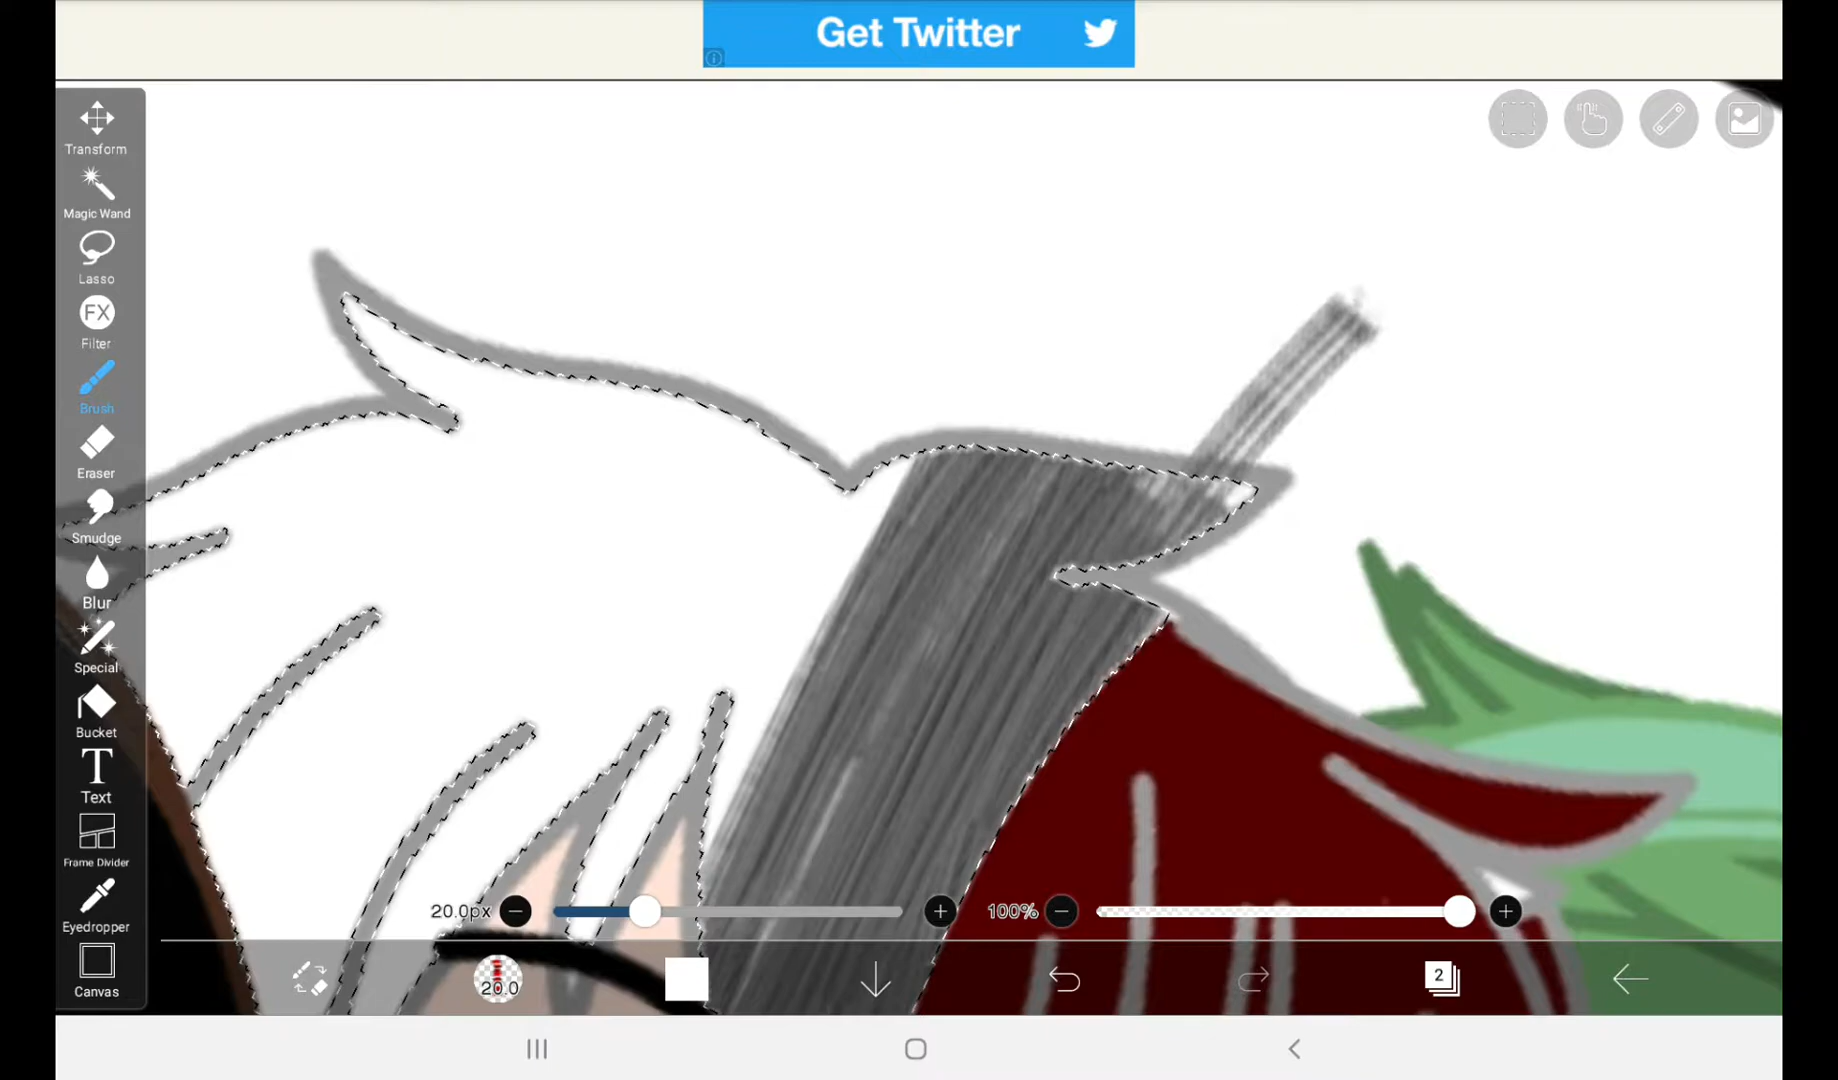 Get Twitter
Transform
Magic Wand
Lasso
FX
Filter
Brush
Eraser
Smudge
Blur
Special
Bucket
T
Text
Frame Divider
Eyedropper
Canvas
20.0px
100%
20.0
2